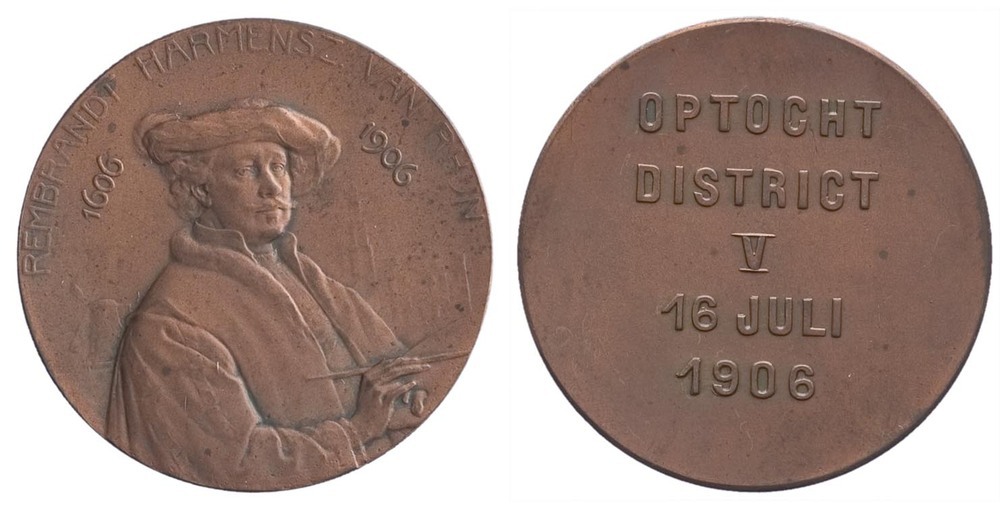 REMBRANDT HARMENSZ. VAN RHIJN
1606
1906
OPTOCHT
DISTRICT
V
16 JULI
1906